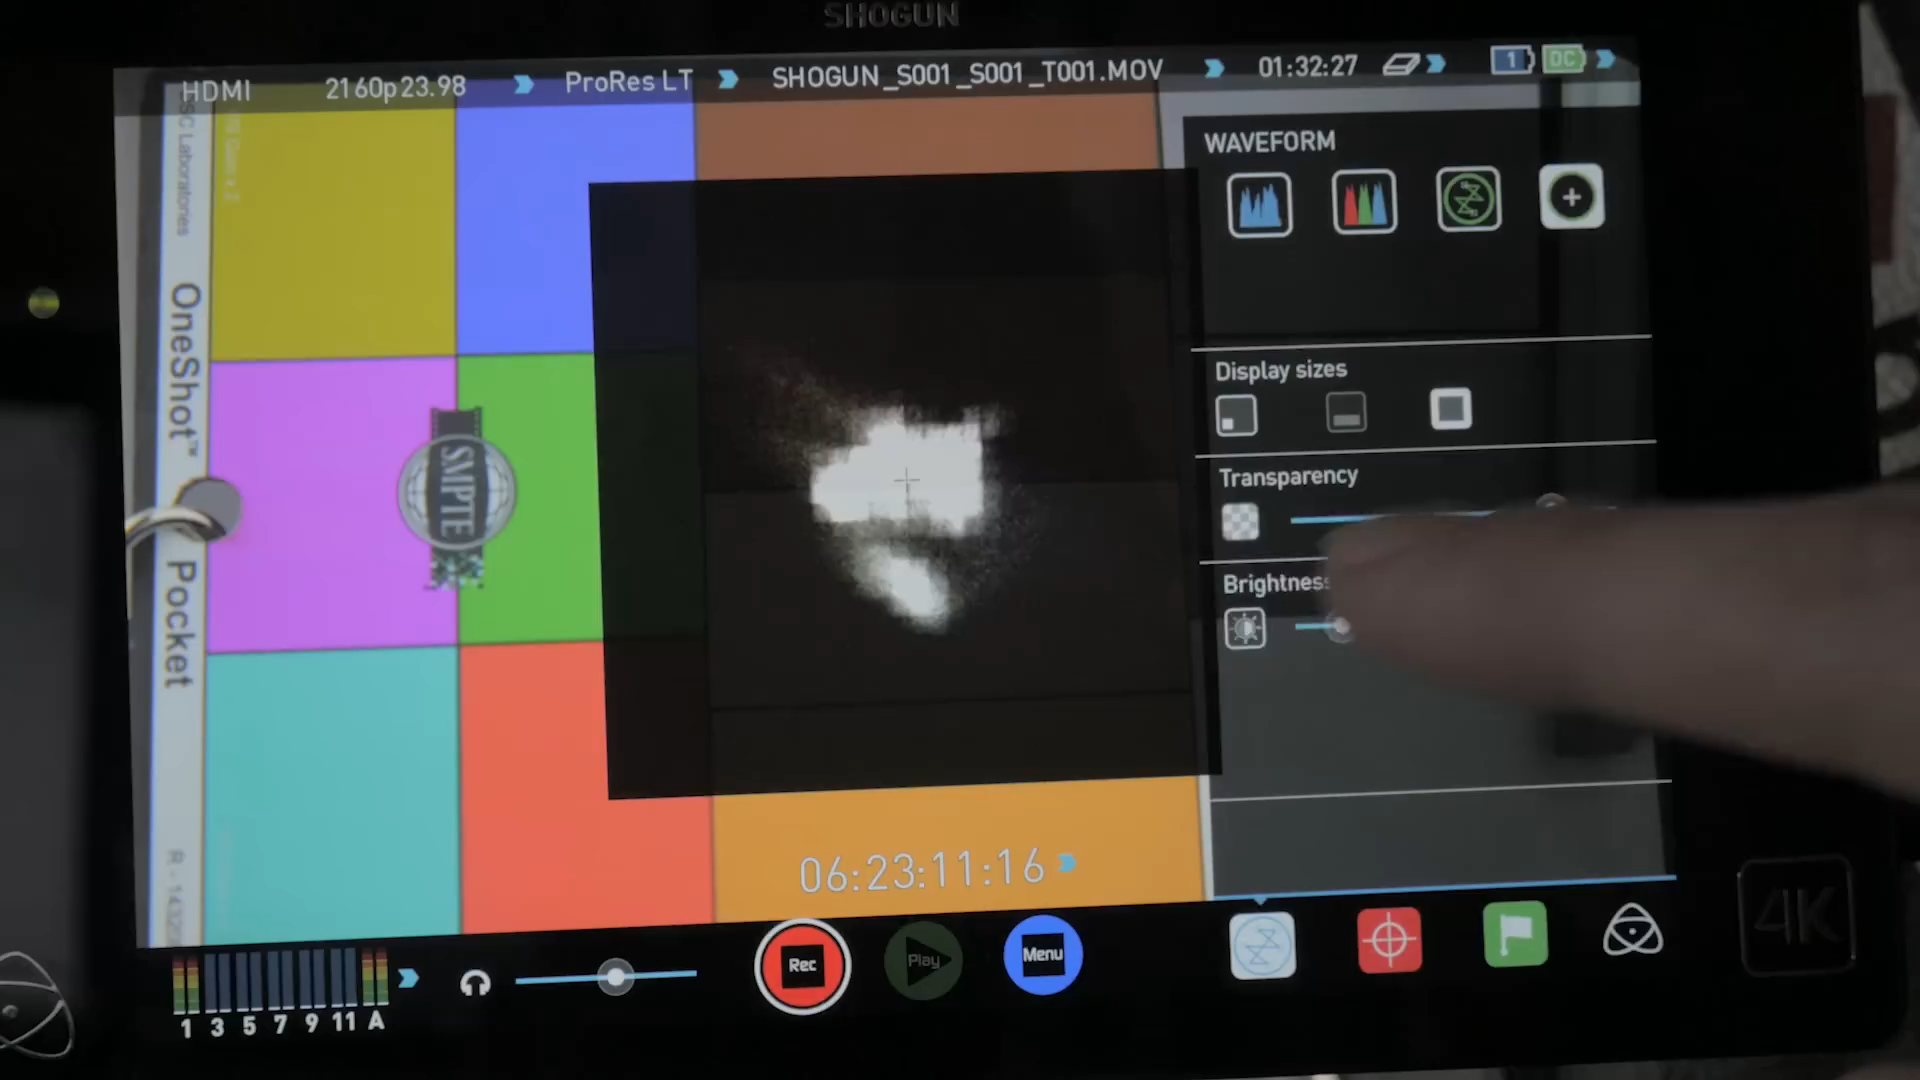 SHOGUN
HDMI 2160p23.98 ProRes LT SHOGUN_S001_S001_T001.MOV 01:32:27 1 DC
WAVEFORM
Display sizes
Transparency
Brightness
OneShot™ Pocket
SMPTE
06:23:11:16
Rec
Play
Menu
1 3 5 7 9 11 A
4K